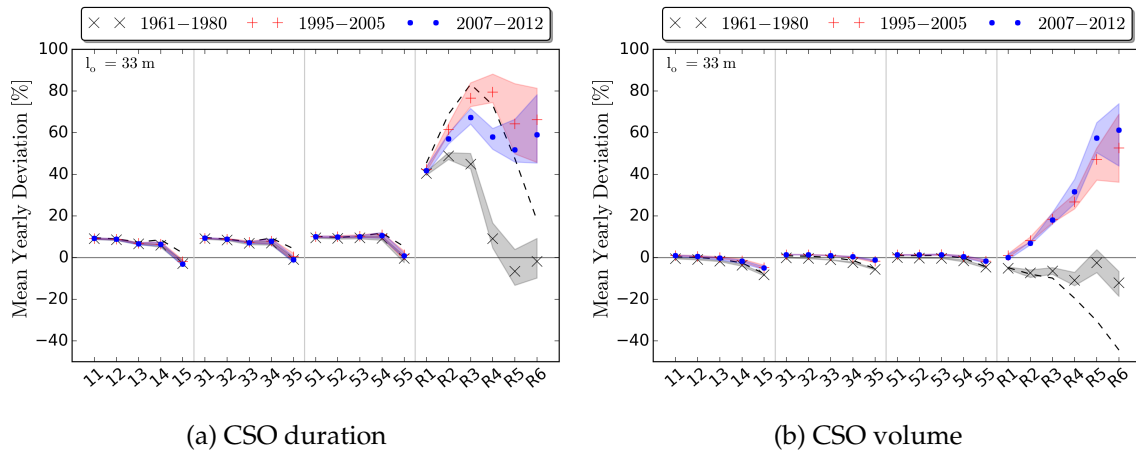 1961−1980 1995−2005 2007−2012
l₀ = 33 m
Mean Yearly Deviation [%]
100
80
60
40
20
0
−20
−40
11 12 13 14 15 31 32 33 34 35 51 52 53 54 55 R1 R2 R3 R4 R5 R6
(a) CSO duration
1961−1980 1995−2005 2007−2012
l₀ = 33 m
Mean Yearly Deviation [%]
100
80
60
40
20
0
−20
−40
11 12 13 14 15 31 32 33 34 35 51 52 53 54 55 R1 R2 R3 R4 R5 R6
(b) CSO volume